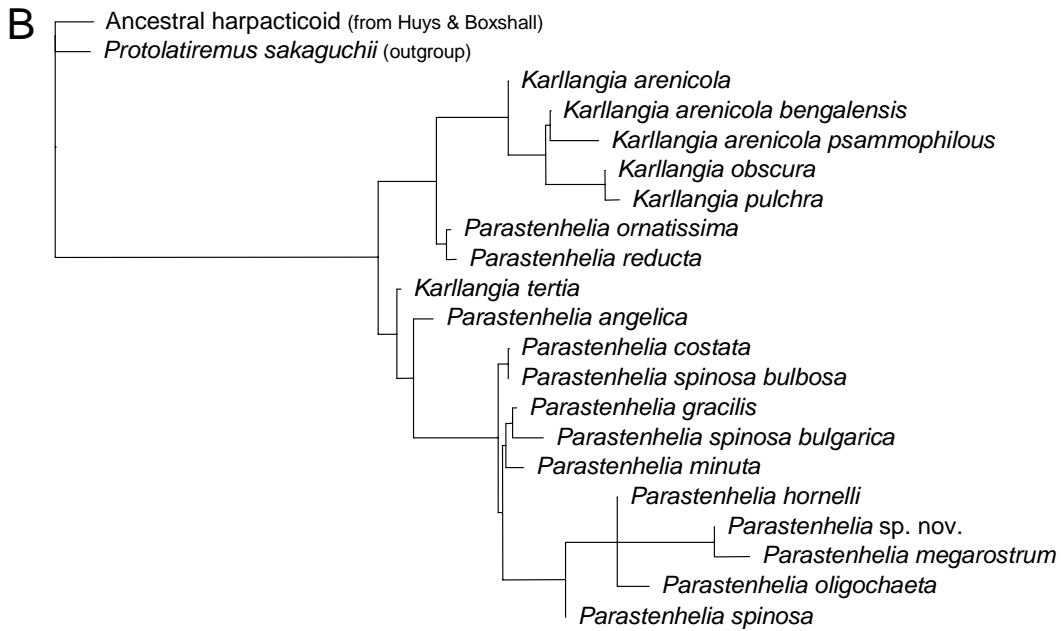 B
Ancestral harpacticoid (from Huys & Boxshall)
Protolatiremus sakaguchii (outgroup)
Karllangia arenicola
Karllangia arenicola bengalensis
Karllangia arenicola psammophilous
Karllangia obscura
Karllangia pulchra
Parastenhelia ornatissima
Parastenhelia reducta
Karllangia tertia
Parastenhelia angelica
Parastenhelia costata
Parastenhelia spinosa bulbosa
Parastenhelia gracilis
Parastenhelia spinosa bulgarica
Parastenhelia minuta
Parastenhelia hornelli
Parastenhelia sp. nov.
Parastenhelia megarostrum
Parastenhelia oligochaeta
Parastenhelia spinosa